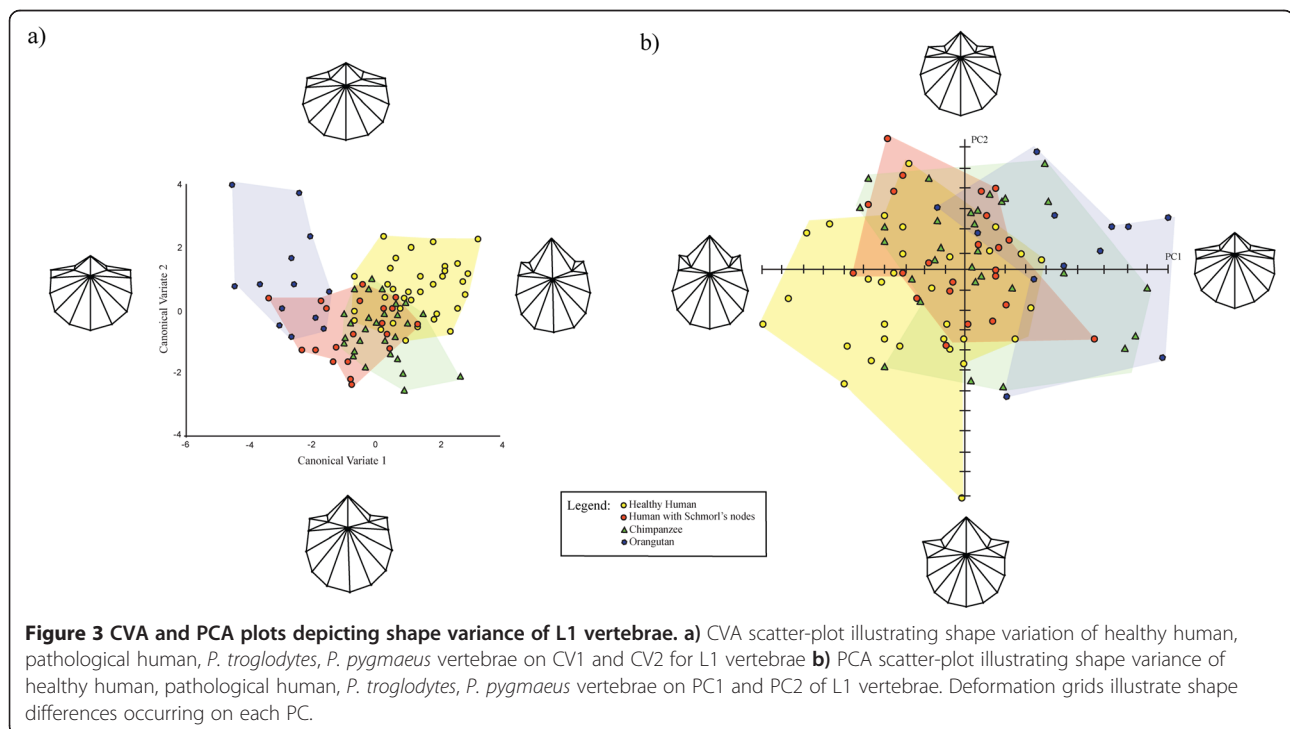 a)
b)
4
2
0
-2
-4
Canonical Variate 2
-6
-4
-2
0
2
4
Canonical Variate 1
PC2
PC1
Legend:
Healthy Human
Human with Schmorl's nodes
Chimpanzee
Orangutan
Figure 3 CVA and PCA plots depicting shape variance of L1 vertebrae. a) CVA scatter-plot illustrating shape variation of healthy human,
pathological human, P. troglodytes, P. pygmaeus vertebrae on CV1 and CV2 for L1 vertebrae b) PCA scatter-plot illustrating shape variance of
healthy human, pathological human, P. troglodytes, P. pygmaeus vertebrae on PC1 and PC2 of L1 vertebrae. Deformation grids illustrate shape
differences occurring on each PC.